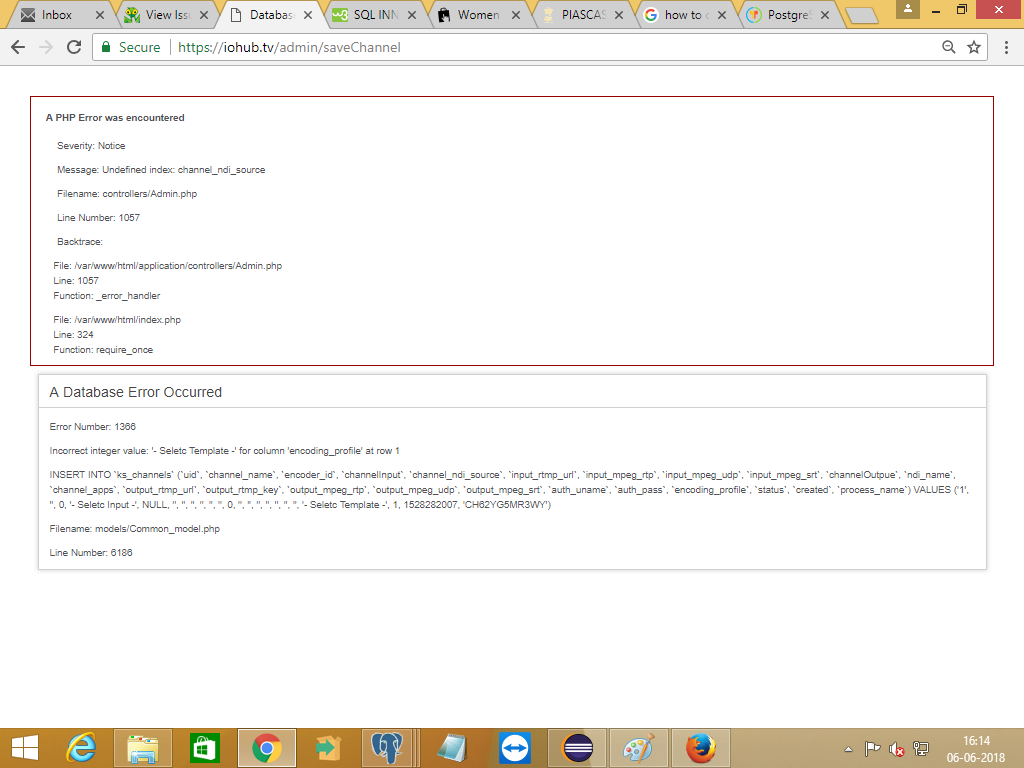 Inbox
View Iss
Databas
SQL INN
Women
PIASCAS
how to c
Postgre
Secure
https://iohub.tv/admin/saveChannel
A PHP Error was encountered
Severity: Notice
Message: Undefined index: channel_ndi_source
Filename: controllers/Admin.php
Line Number: 1057
Backtrace:
File: /var/www/html/application/controllers/Admin.php
Line: 1057
Function: _error_handler
File: /var/www/html/index.php
Line: 324
Function: require_once
A Database Error Occurred
Error Number: 1366
Incorrect integer value: '- Seletc Template -' for column 'encoding_profile' at row 1
INSERT INTO `ks_channels` (`uid`, `channel_name`, `encoder_id`, `channelInput`, `channel_ndi_source`, `input_rtmp_url`, `input_mpeg_rtp`, `input_mpeg_udp`, `input_mpeg_srt`, `channelOutpue`, `ndi_name`,
`channel_apps`, `output_rtmp_url`, `output_rtmp_key`, `output_mpeg_rtp`, `output_mpeg_udp`, `output_mpeg_srt`, `auth_uname`, `auth_pass`, `encoding_profile`, `status`, `created`, `process_name`) VALUES ('1',
'', 0, '- Seletc Input -', NULL, '', '', '', '', '', 0, '', '', '', '', '', '', '', '- Seletc Template -', 1, 1528282007, 'CH62YG5MR3WY')
Filename: models/Common_model.php
Line Number: 6186
16:14
06-06-2018